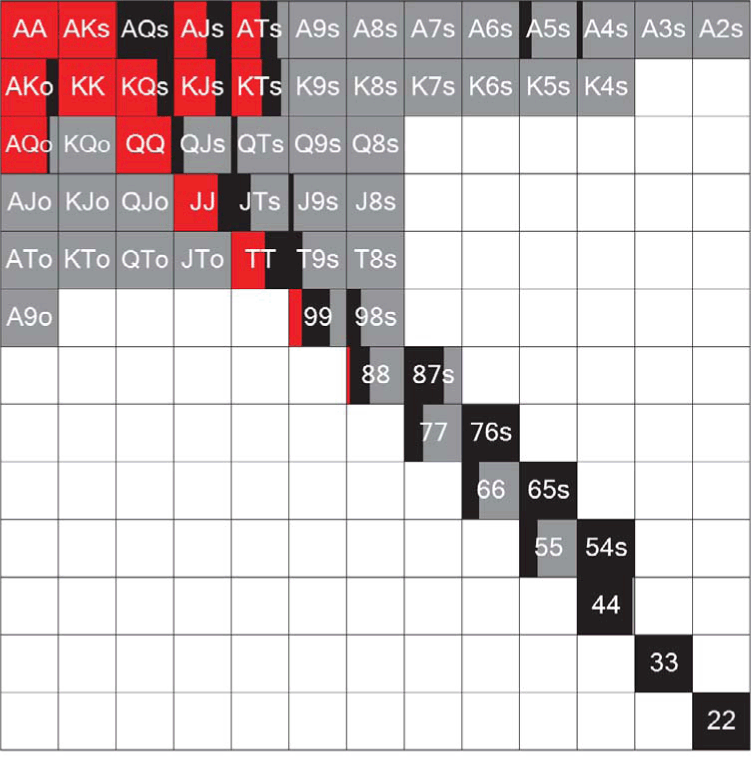 AA AKs AQs AJs ATs A9s A8s A7s A6s A5s A4s A3s A2s
AKo KK KQs KJs KTs K9s K8s K7s K6s K5s K4s
AQo KQo QQ QJs QTs Q9s Q8s
AJo KJo QJo JJ JTs J9s J8s
ATo KTo QTo JTo TT T9s T8s
A9o 99 98s
88 87s
77 76s
66 65s
55 54s
44
33
22